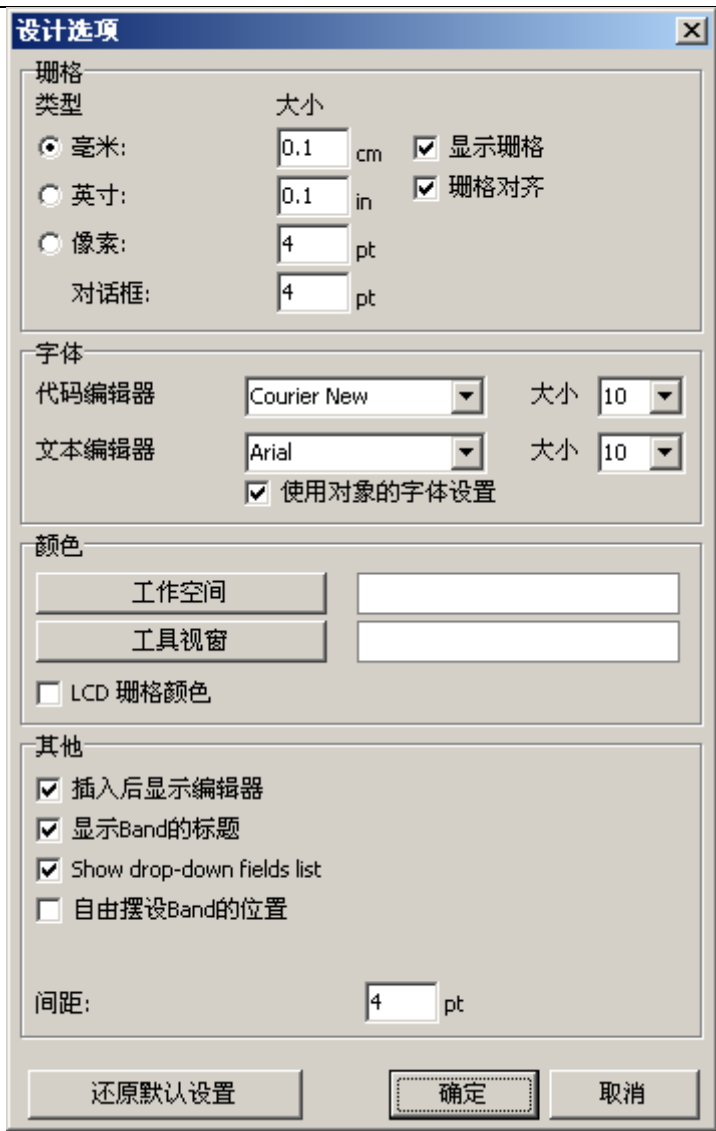 设计选项
珊格
类型 大小
毫米: 0.1 cm 显示珊格
英寸: 0.1 in 珊格对齐
像素: 4 pt
对话框: 4 pt
字体
代码编辑器 Courier New 大小 10
文本编辑器 Arial 大小 10
使用对象的字体设置
颜色
工作空间
工具视窗
LCD 珊格颜色
其他
插入后显示编辑器
显示Band的标题
Show drop-down fields list
自由摆设Band的位置
间距: 4 pt
还原默认设置 确定 取消